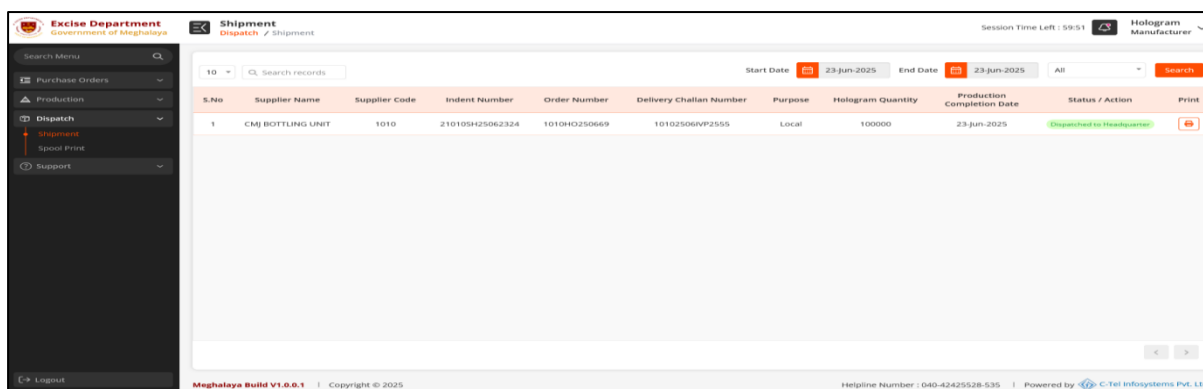 Excise Department
Government of Meghalaya
Shipment
Dispatch / Shipment
Session Time Left : 59:51
Hologram
Manufacturer
Search Menu
Purchase Orders
Production
Dispatch
Shipment
Spool Print
Support
Logout
10 Search records Start Date 23-Jun-2025 End Date 23-Jun-2025 All Search
S.No Supplier Name Supplier Code Indent Number Order Number Delivery Challan Number Purpose Hologram Quantity Production Completion Date Status / Action Print
1 CMJ BOTTLING UNIT 1010 210105H25062324 1010HO250669 10102506IVP2555 Local 100000 23-Jun-2025 Dispatched to Headquarter
Meghalaya Build V1.0.0.1 | Copyright © 2025 Helpline Number : 040-42425528-535 | Powered by C-Tel Infosystems Pvt. Lt